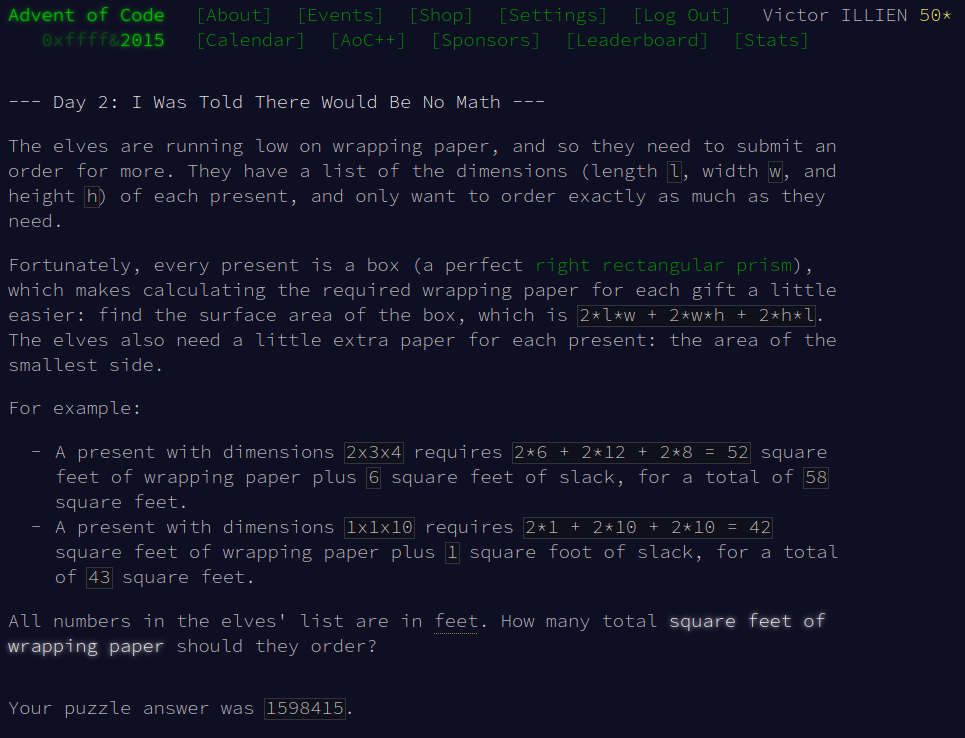 Advent of Code [About] [Events] [Shop] [Settings] [Log Out] Victor ILLIEN 50*
0xffff&2015 [Calendar] [AoC++] [Sponsors] [Leaderboard] [Stats]
--- Day 2: I Was Told There Would Be No Math ---
The elves are running low on wrapping paper, and so they need to submit an
order for more. They have a list of the dimensions (length l, width w, and
height h) of each present, and only want to order exactly as much as they
need.
Fortunately, every present is a box (a perfect right rectangular prism),
which makes calculating the required wrapping paper for each gift a little
easier: find the surface area of the box, which is 2*l*w + 2*w*h + 2*h*l.
The elves also need a little extra paper for each present: the area of the
smallest side.
For example:
- A present with dimensions 2x3x4 requires 2*6 + 2*12 + 2*8 = 52 square
feet of wrapping paper plus 6 square feet of slack, for a total of 58
square feet.
- A present with dimensions 1x1x10 requires 2*1 + 2*10 + 2*10 = 42
square feet of wrapping paper plus 1 square foot of slack, for a total
of 43 square feet.
All numbers in the elves' list are in feet. How many total square feet of
wrapping paper should they order?
Your puzzle answer was 1598415.